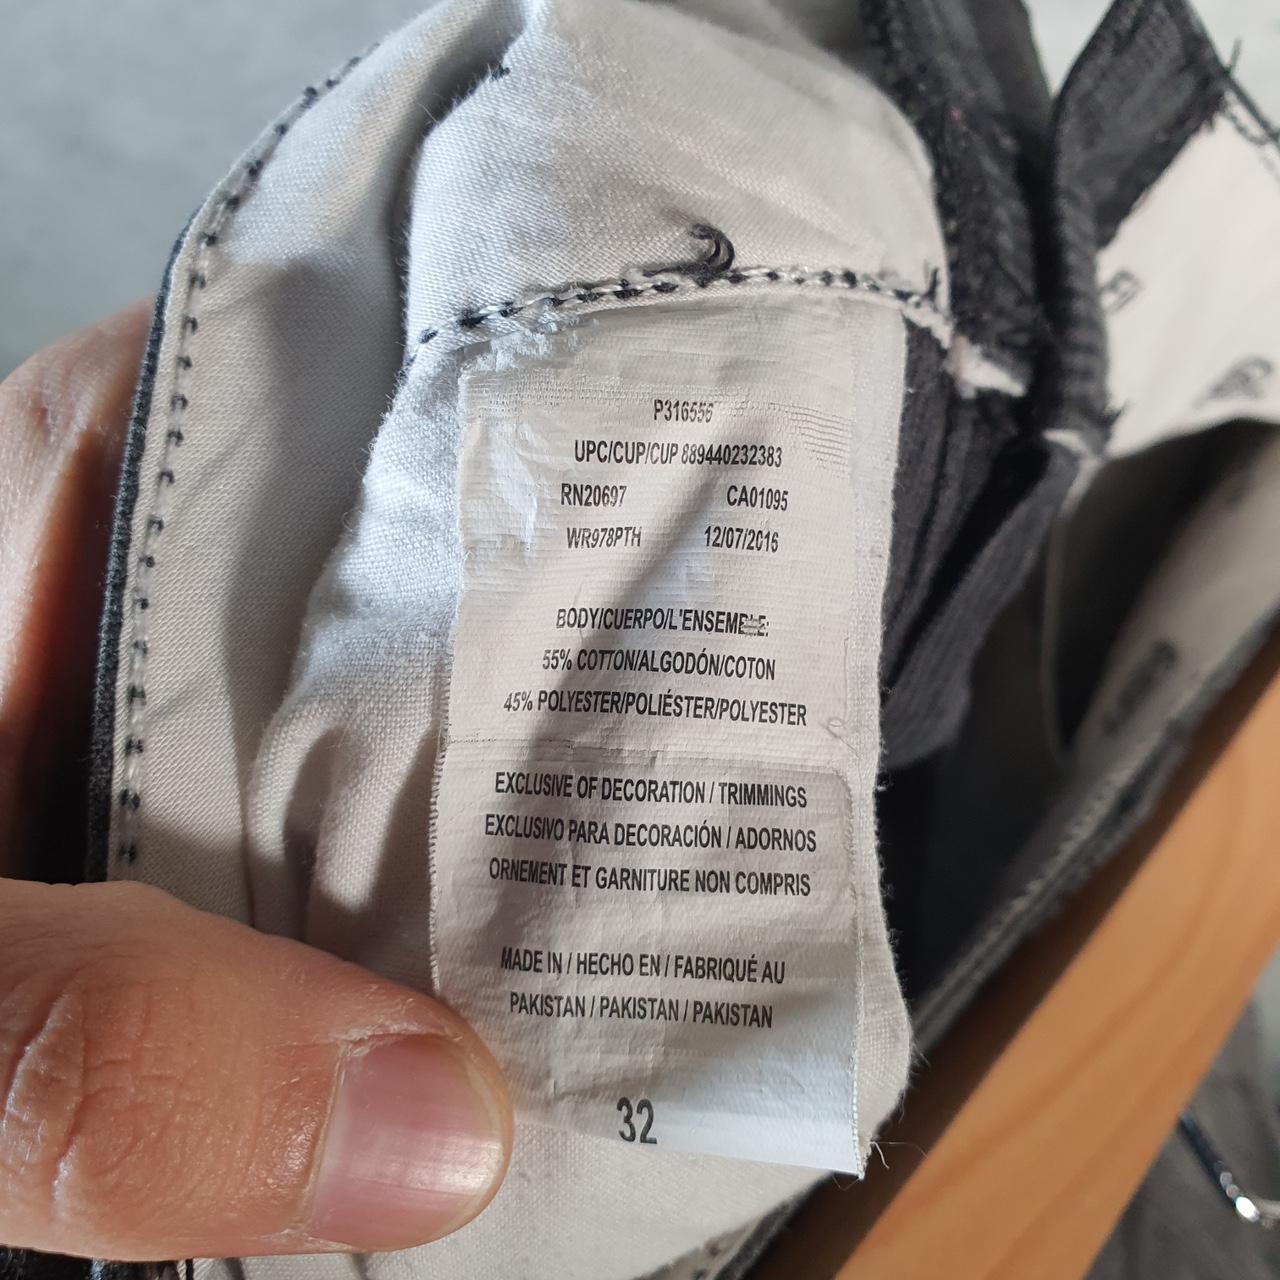 P316556
UPC/CUP/CUP 889440232383
RN20697 CA01095
WR978PTH 12/07/2016
BODY/CUERPO/L'ENSEMBLE:
55% COTTON/ALGODÓN/COTON
45% POLYESTER/POLIÉSTER/POLYESTER
EXCLUSIVE OF DECORATION / TRIMMINGS
EXCLUSIVO PARA DECORACIÓN / ADORNOS
ORNEMENT ET GARNITURE NON COMPRIS
MADE IN / HECHO EN / FABRIQUÉ AU
PAKISTAN / PAKISTAN / PAKISTAN
32